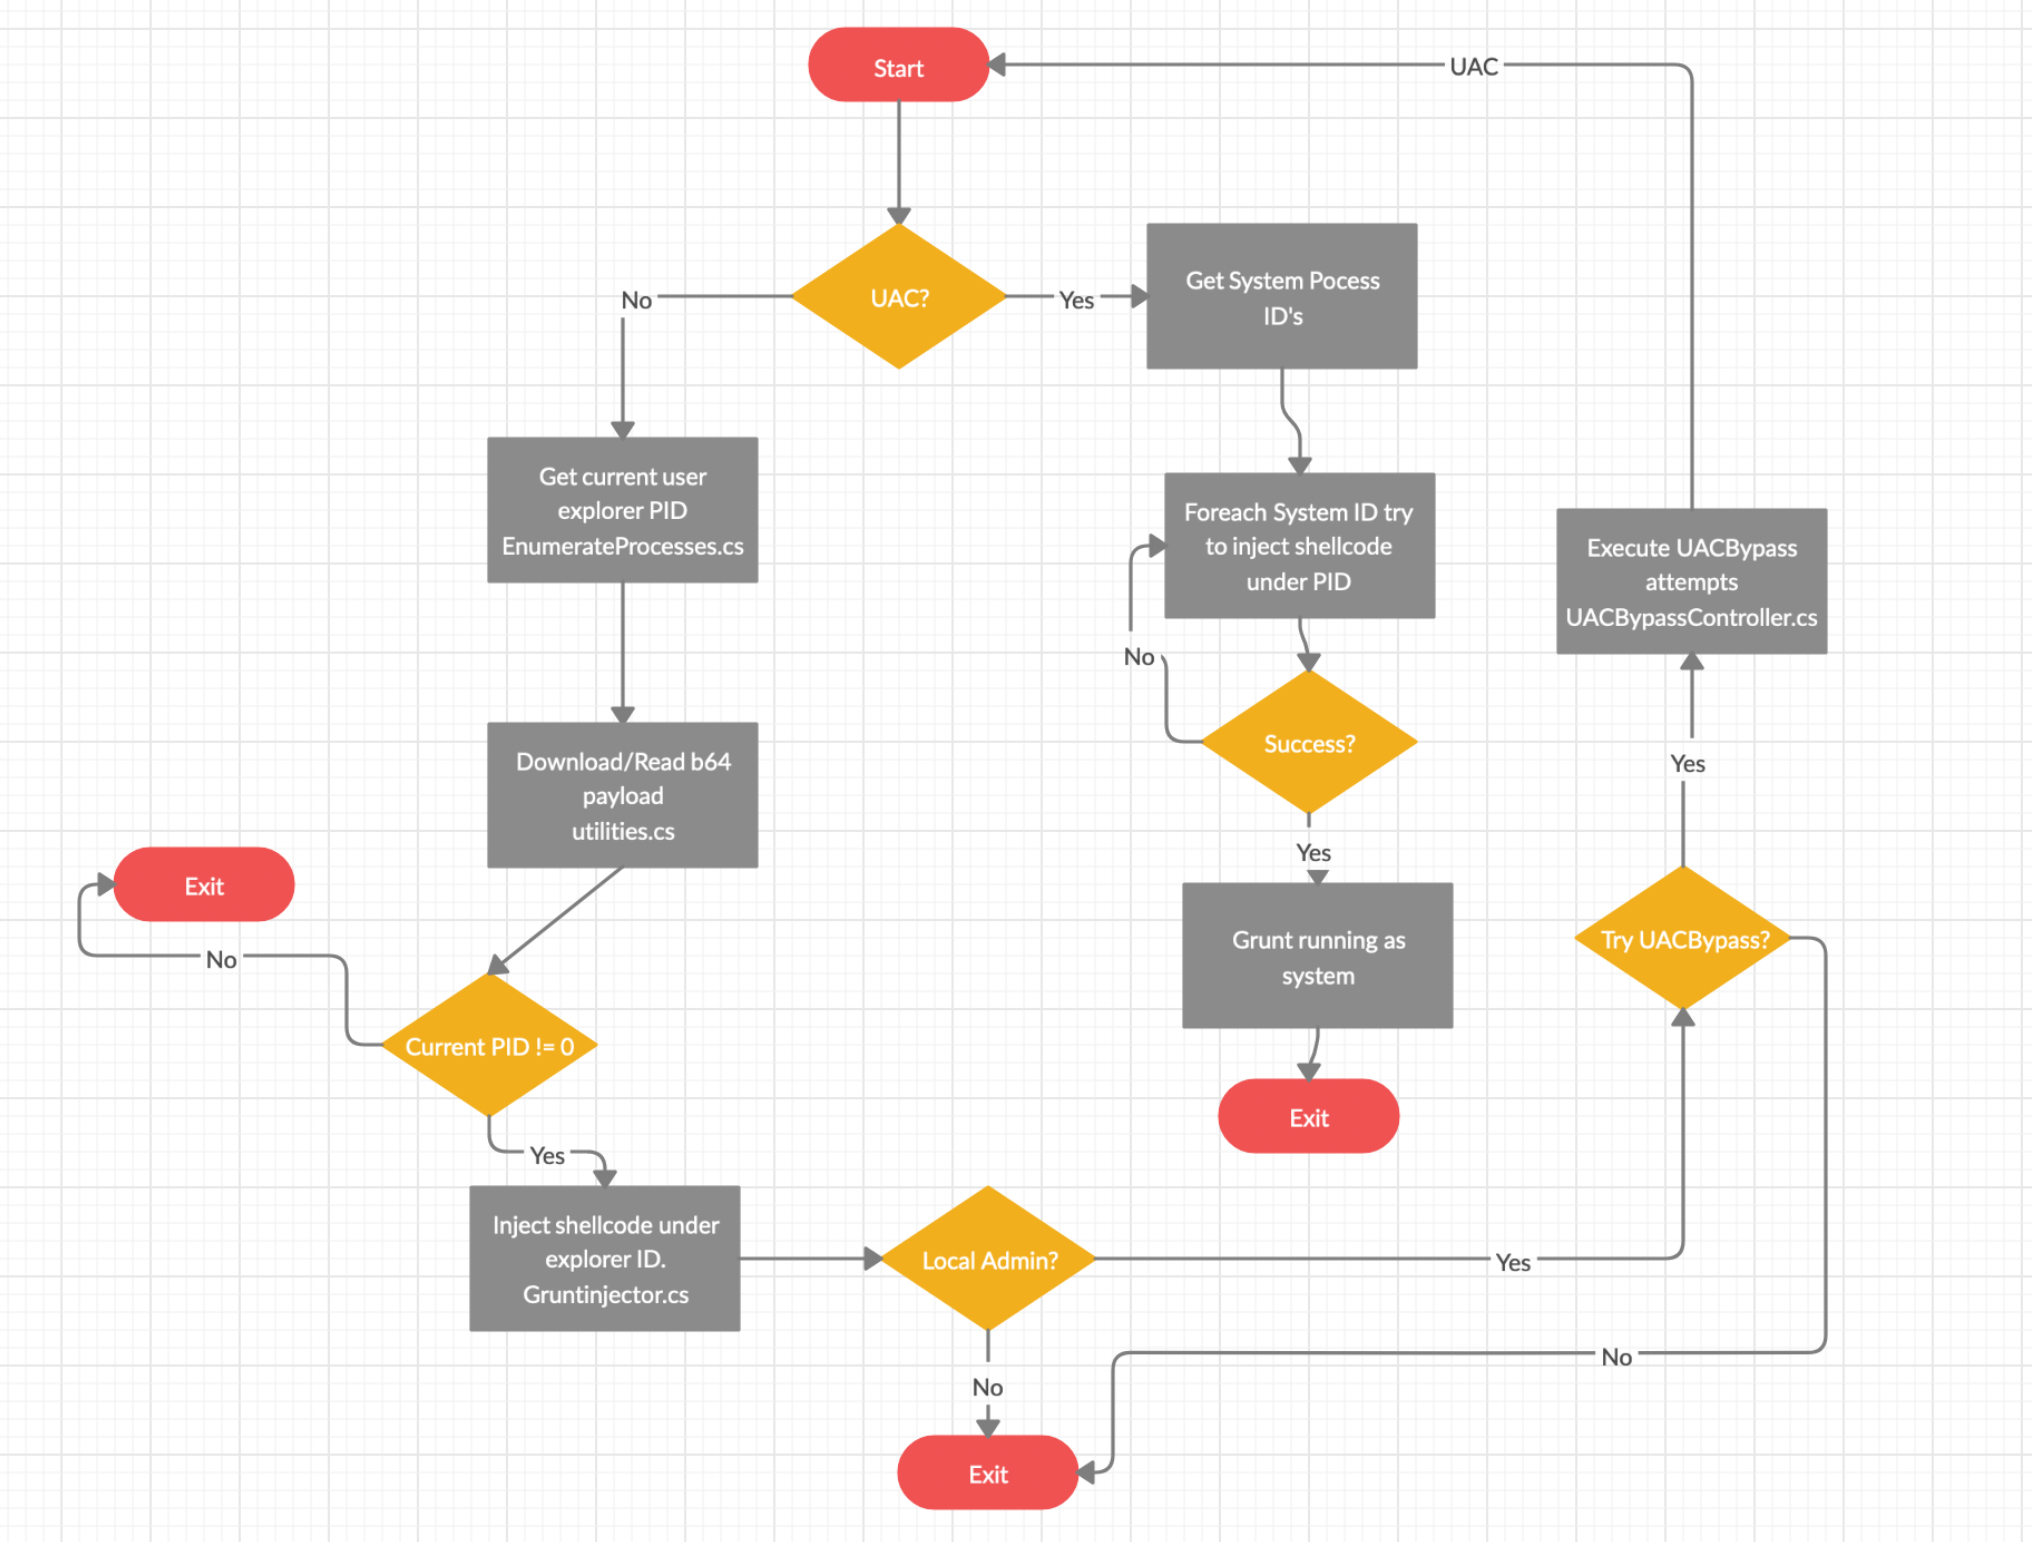 Start
UAC
UAC?
No
Yes
Get System Pocess
ID's
Get current user
explorer PID
EnumerateProcesses.cs
Foreach System ID try
to inject shellcode
under PID
Execute UACBypass
attempts
UACBypassController.cs
No
Success?
Yes
Download/Read b64
payload
utilities.cs
Yes
Exit
No
Grunt running as
system
Try UACBypass?
Current PID != 0
Exit
Yes
Inject shellcode under
explorer ID.
Gruntinjector.cs
Local Admin?
Yes
No
No
Exit